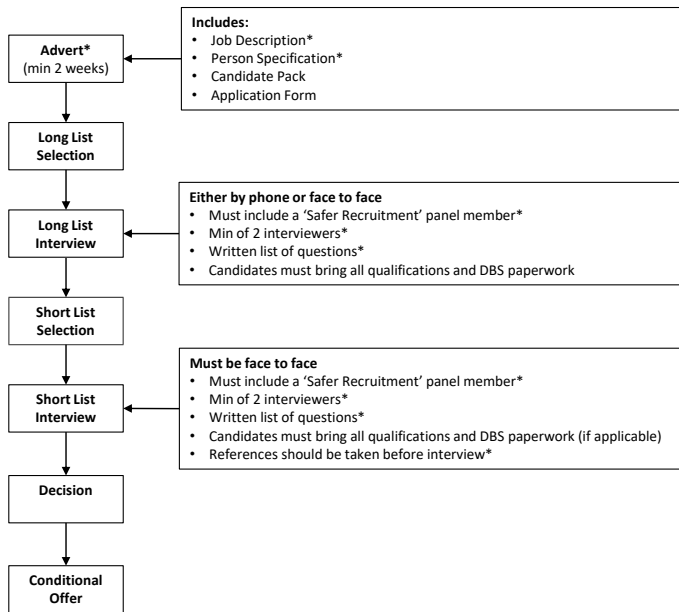 Advert*
(min 2 weeks)
Includes:
• Job Description*
• Person Specification*
• Candidate Pack
• Application Form
Long List
Selection
Long List
Interview
Either by phone or face to face
• Must include a ‘Safer Recruitment’ panel member*
• Min of 2 interviewers*
• Written list of questions*
• Candidates must bring all qualifications and DBS paperwork
Short List
Selection
Short List
Interview
Must be face to face
• Must include a ‘Safer Recruitment’ panel member*
• Min of 2 interviewers*
• Written list of questions*
• Candidates must bring all qualifications and DBS paperwork (if applicable)
• References should be taken before interview*
Decision
Conditional
Offer